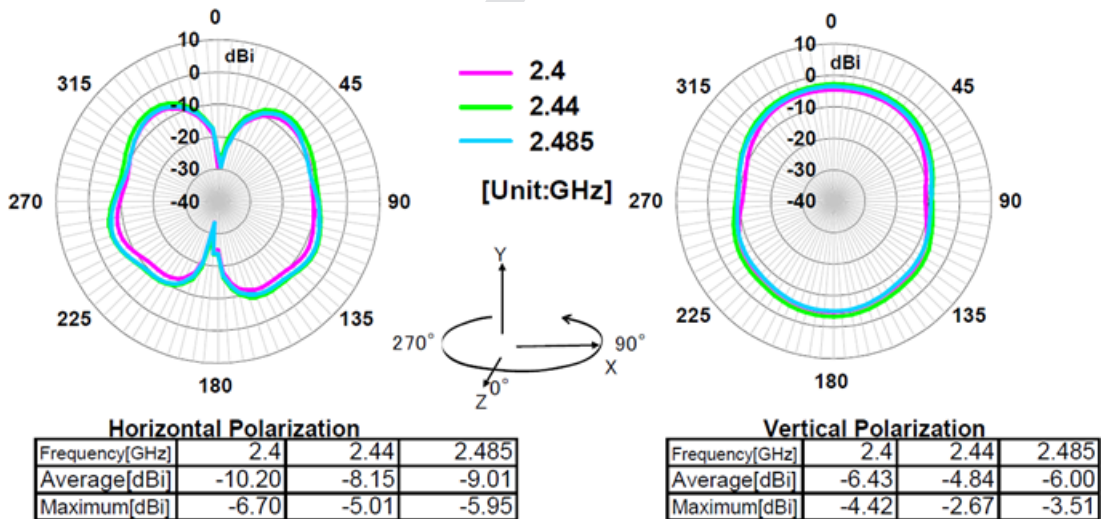 0
10
dBi
0
315
45
-10
-20
-30
270
-40
90
225
135
180
2.4
2.44
2.485
[Unit:GHz]
Y
270°
90°
X
0°
Z
0
10
dBi
0
315
45
-10
-20
-30
270
-40
90
225
135
180
Horizontal Polarization
Frequency[GHz] 2.4 2.44 2.485
Average[dBi] -10.20 -8.15 -9.01
Maximum[dBi] -6.70 -5.01 -5.95
Vertical Polarization
Frequency[GHz] 2.4 2.44 2.485
Average[dBi] -6.43 -4.84 -6.00
Maximum[dBi] -4.42 -2.67 -3.51